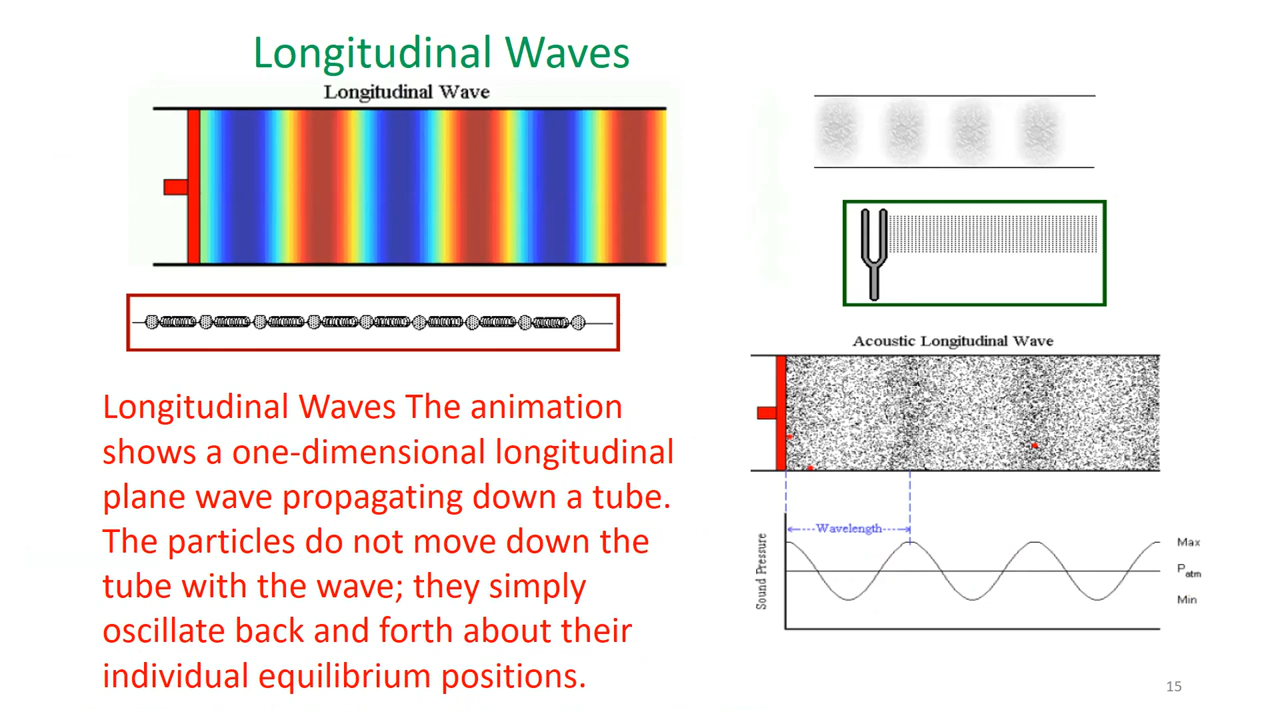 Longitudinal Waves
Longitudinal Wave
Longitudinal Waves The animation
shows a one-dimensional longitudinal
plane wave propagating down a tube.
The particles do not move down the
tube with the wave; they simply
oscillate back and forth about their
individual equilibrium positions.
Acoustic Longitudinal Wave
Wavelength
Sound Pressure
Max
Patm
Min
15